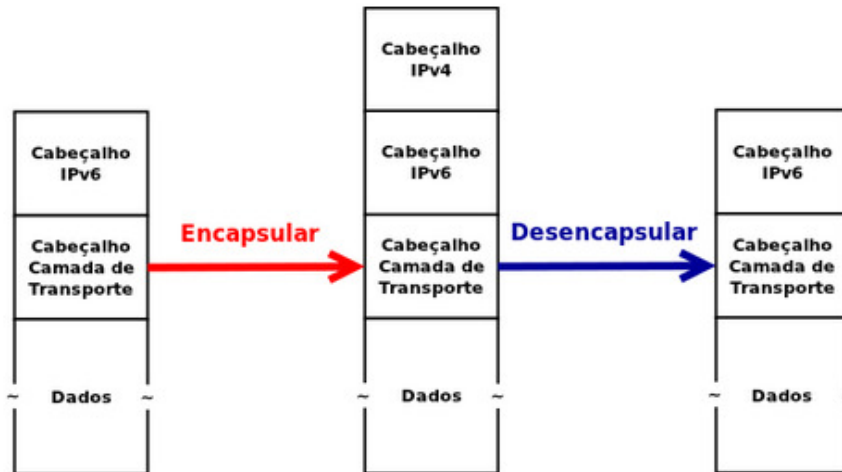 Cabeçalho
IPv6
Cabeçalho
Camada de
Transporte
~ Dados ~
Encapsular
Cabeçalho
IPv4
Cabeçalho
IPv6
Cabeçalho
Camada de
Transporte
~ Dados ~
Desencapsular
Cabeçalho
IPv6
Cabeçalho
Camada de
Transporte
~ Dados ~